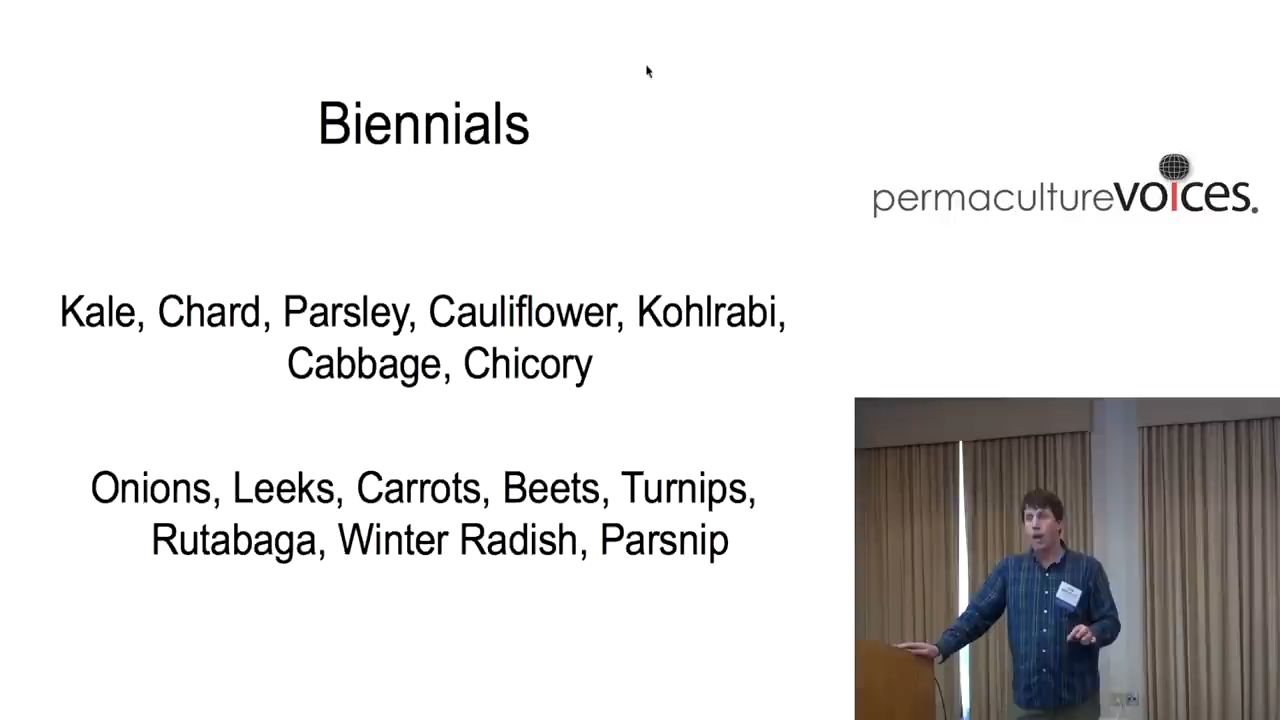 Biennials
permaculturevoices.
Kale, Chard, Parsley, Cauliflower, Kohlrabi,
Cabbage, Chicory
Onions, Leeks, Carrots, Beets, Turnips,
Rutabaga, Winter Radish, Parsnip